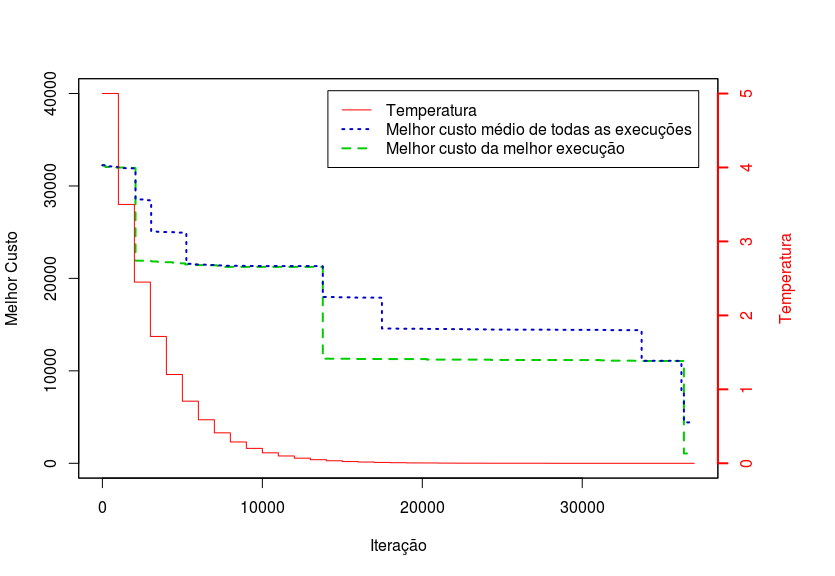 Temperatura
Melhor custo médio de todas as execuções
Melhor custo da melhor execução
Melhor Custo
40000
30000
20000
10000
0
5
4
3
2
1
0
Temperatura
0
10000
20000
30000
Iteração